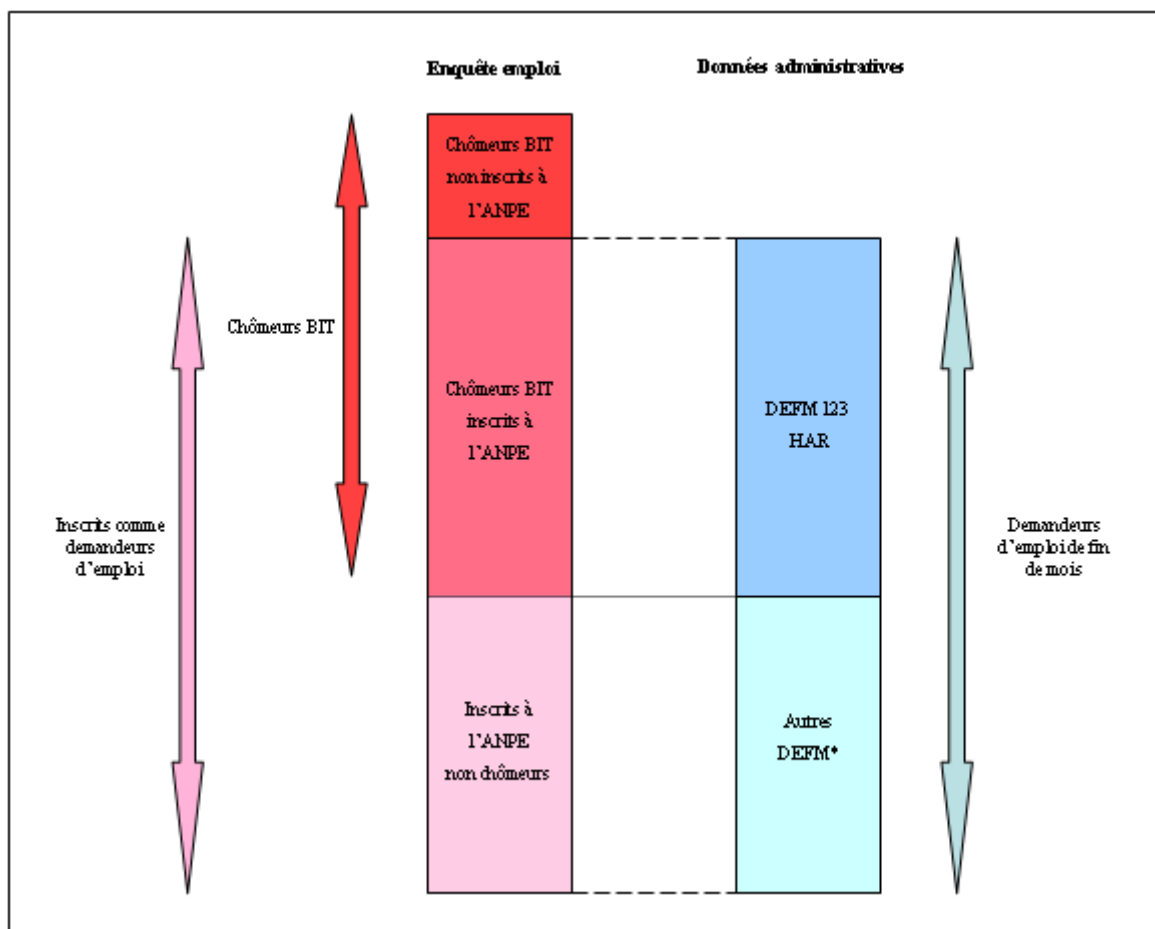 Enquête emploi
Données administratives
Chômeurs BIT
non inscrits à
l'ANPE
Chômeurs BIT
Chômeurs BIT
inscrits à
l'ANPE
DEFM 123
HAR
Inscrits comme
demandeurs
d'emploi
Demandeurs
d'emploi de fin
de mois
Inscrits à
l'ANPE
non chômeurs
Autres
DEFM*